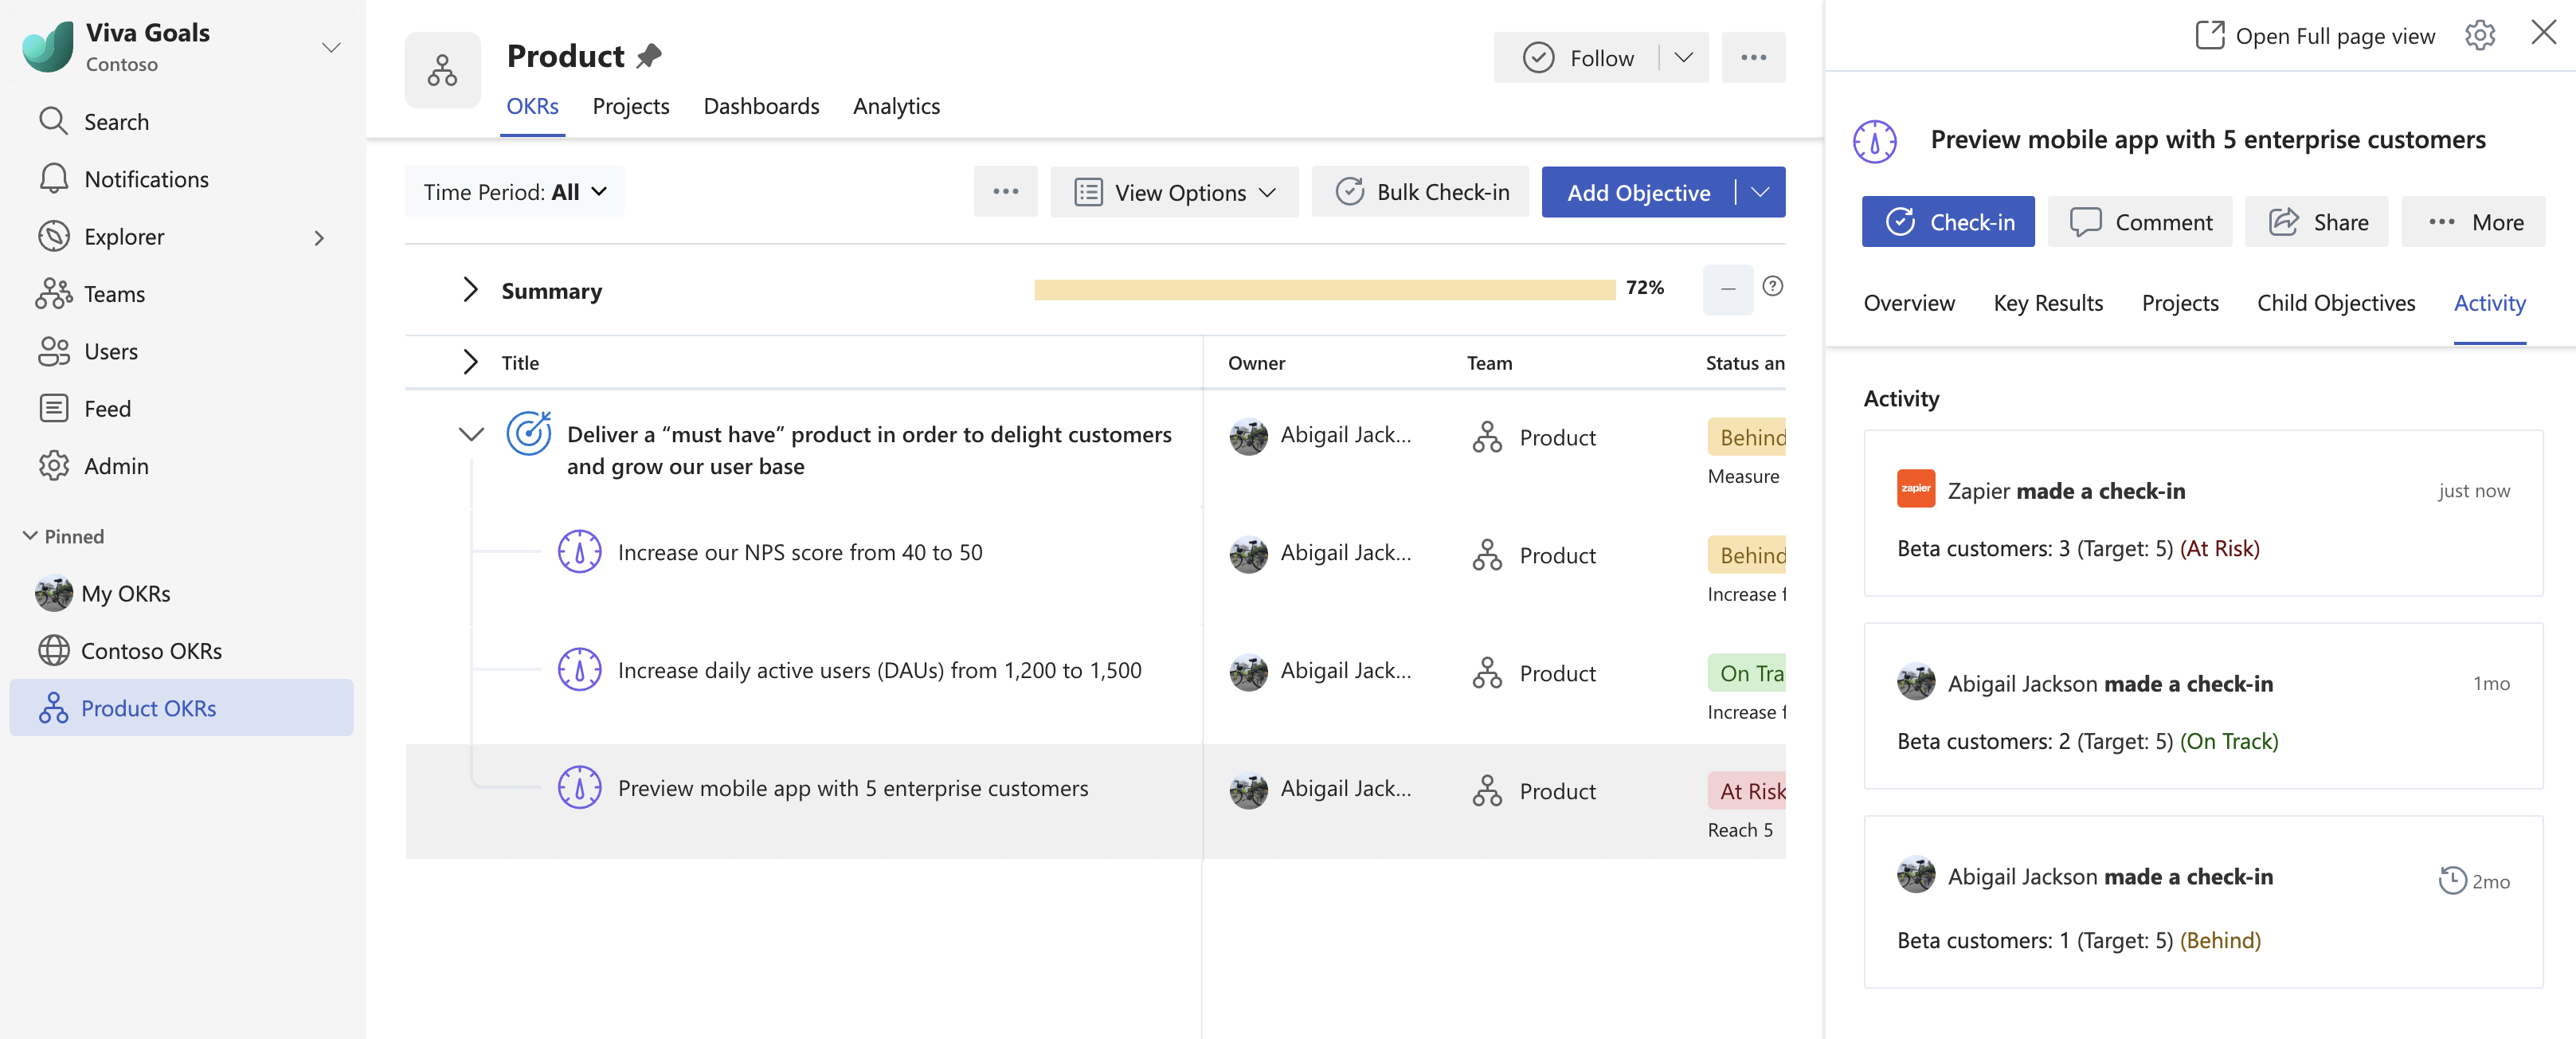 Viva Goals
Contoso
Search
Notifications
Explorer
Teams
Users
Feed
Admin
Pinned
My OKRs
Contoso OKRs
Product OKRs
Product
Follow
OKRs Projects Dashboards Analytics
Time Period: All
View Options
Bulk Check-in
Add Objective
Summary
72%
Title Owner Team Status an
Deliver a “must have” product in order to delight customers
and grow our user base
Abigail Jack... Product Behind
Measure
Increase our NPS score from 40 to 50 Abigail Jack... Product Behind
Increase f
Increase daily active users (DAUs) from 1,200 to 1,500 Abigail Jack... Product On Tra
Increase f
Preview mobile app with 5 enterprise customers Abigail Jack... Product At Risk
Reach 5
Open Full page view
Preview mobile app with 5 enterprise customers
Check-in Comment Share More
Overview Key Results Projects Child Objectives Activity
Activity
zapier
Zapier made a check-in just now
Beta customers: 3 (Target: 5) (At Risk)
Abigail Jackson made a check-in 1mo
Beta customers: 2 (Target: 5) (On Track)
Abigail Jackson made a check-in 2mo
Beta customers: 1 (Target: 5) (Behind)